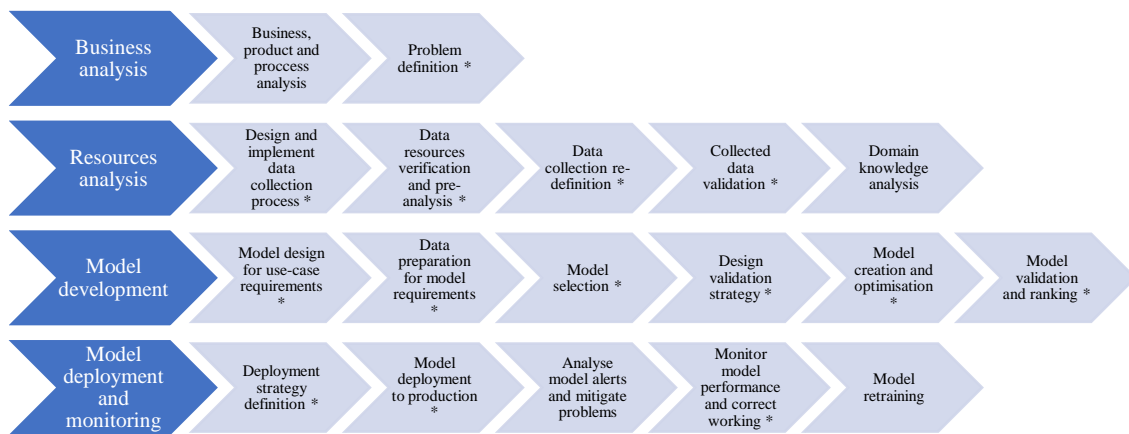 Business
analysis
Business,
product and
proccess
analysis
Problem
definition *
Resources
analysis
Design and
implement
data
collection
process *
Data
resources
verification
and pre-
analysis *
Data
collection re-
definition *
Collected
data
validation *
Domain
knowledge
analysis
Model
development
Model design
for use-case
requirements
*
Data
preparation
for model
requirements
*
Model
selection *
Design
validation
strategy *
Model
creation and
optimisation
*
Model
validation
and ranking *
Model
deployment
and
monitoring
Deployment
strategy
definition *
Model
deployment
to production
*
Analyse
model alerts
and mitigate
problems
Monitor
model
performance
and correct
working *
Model
retraining